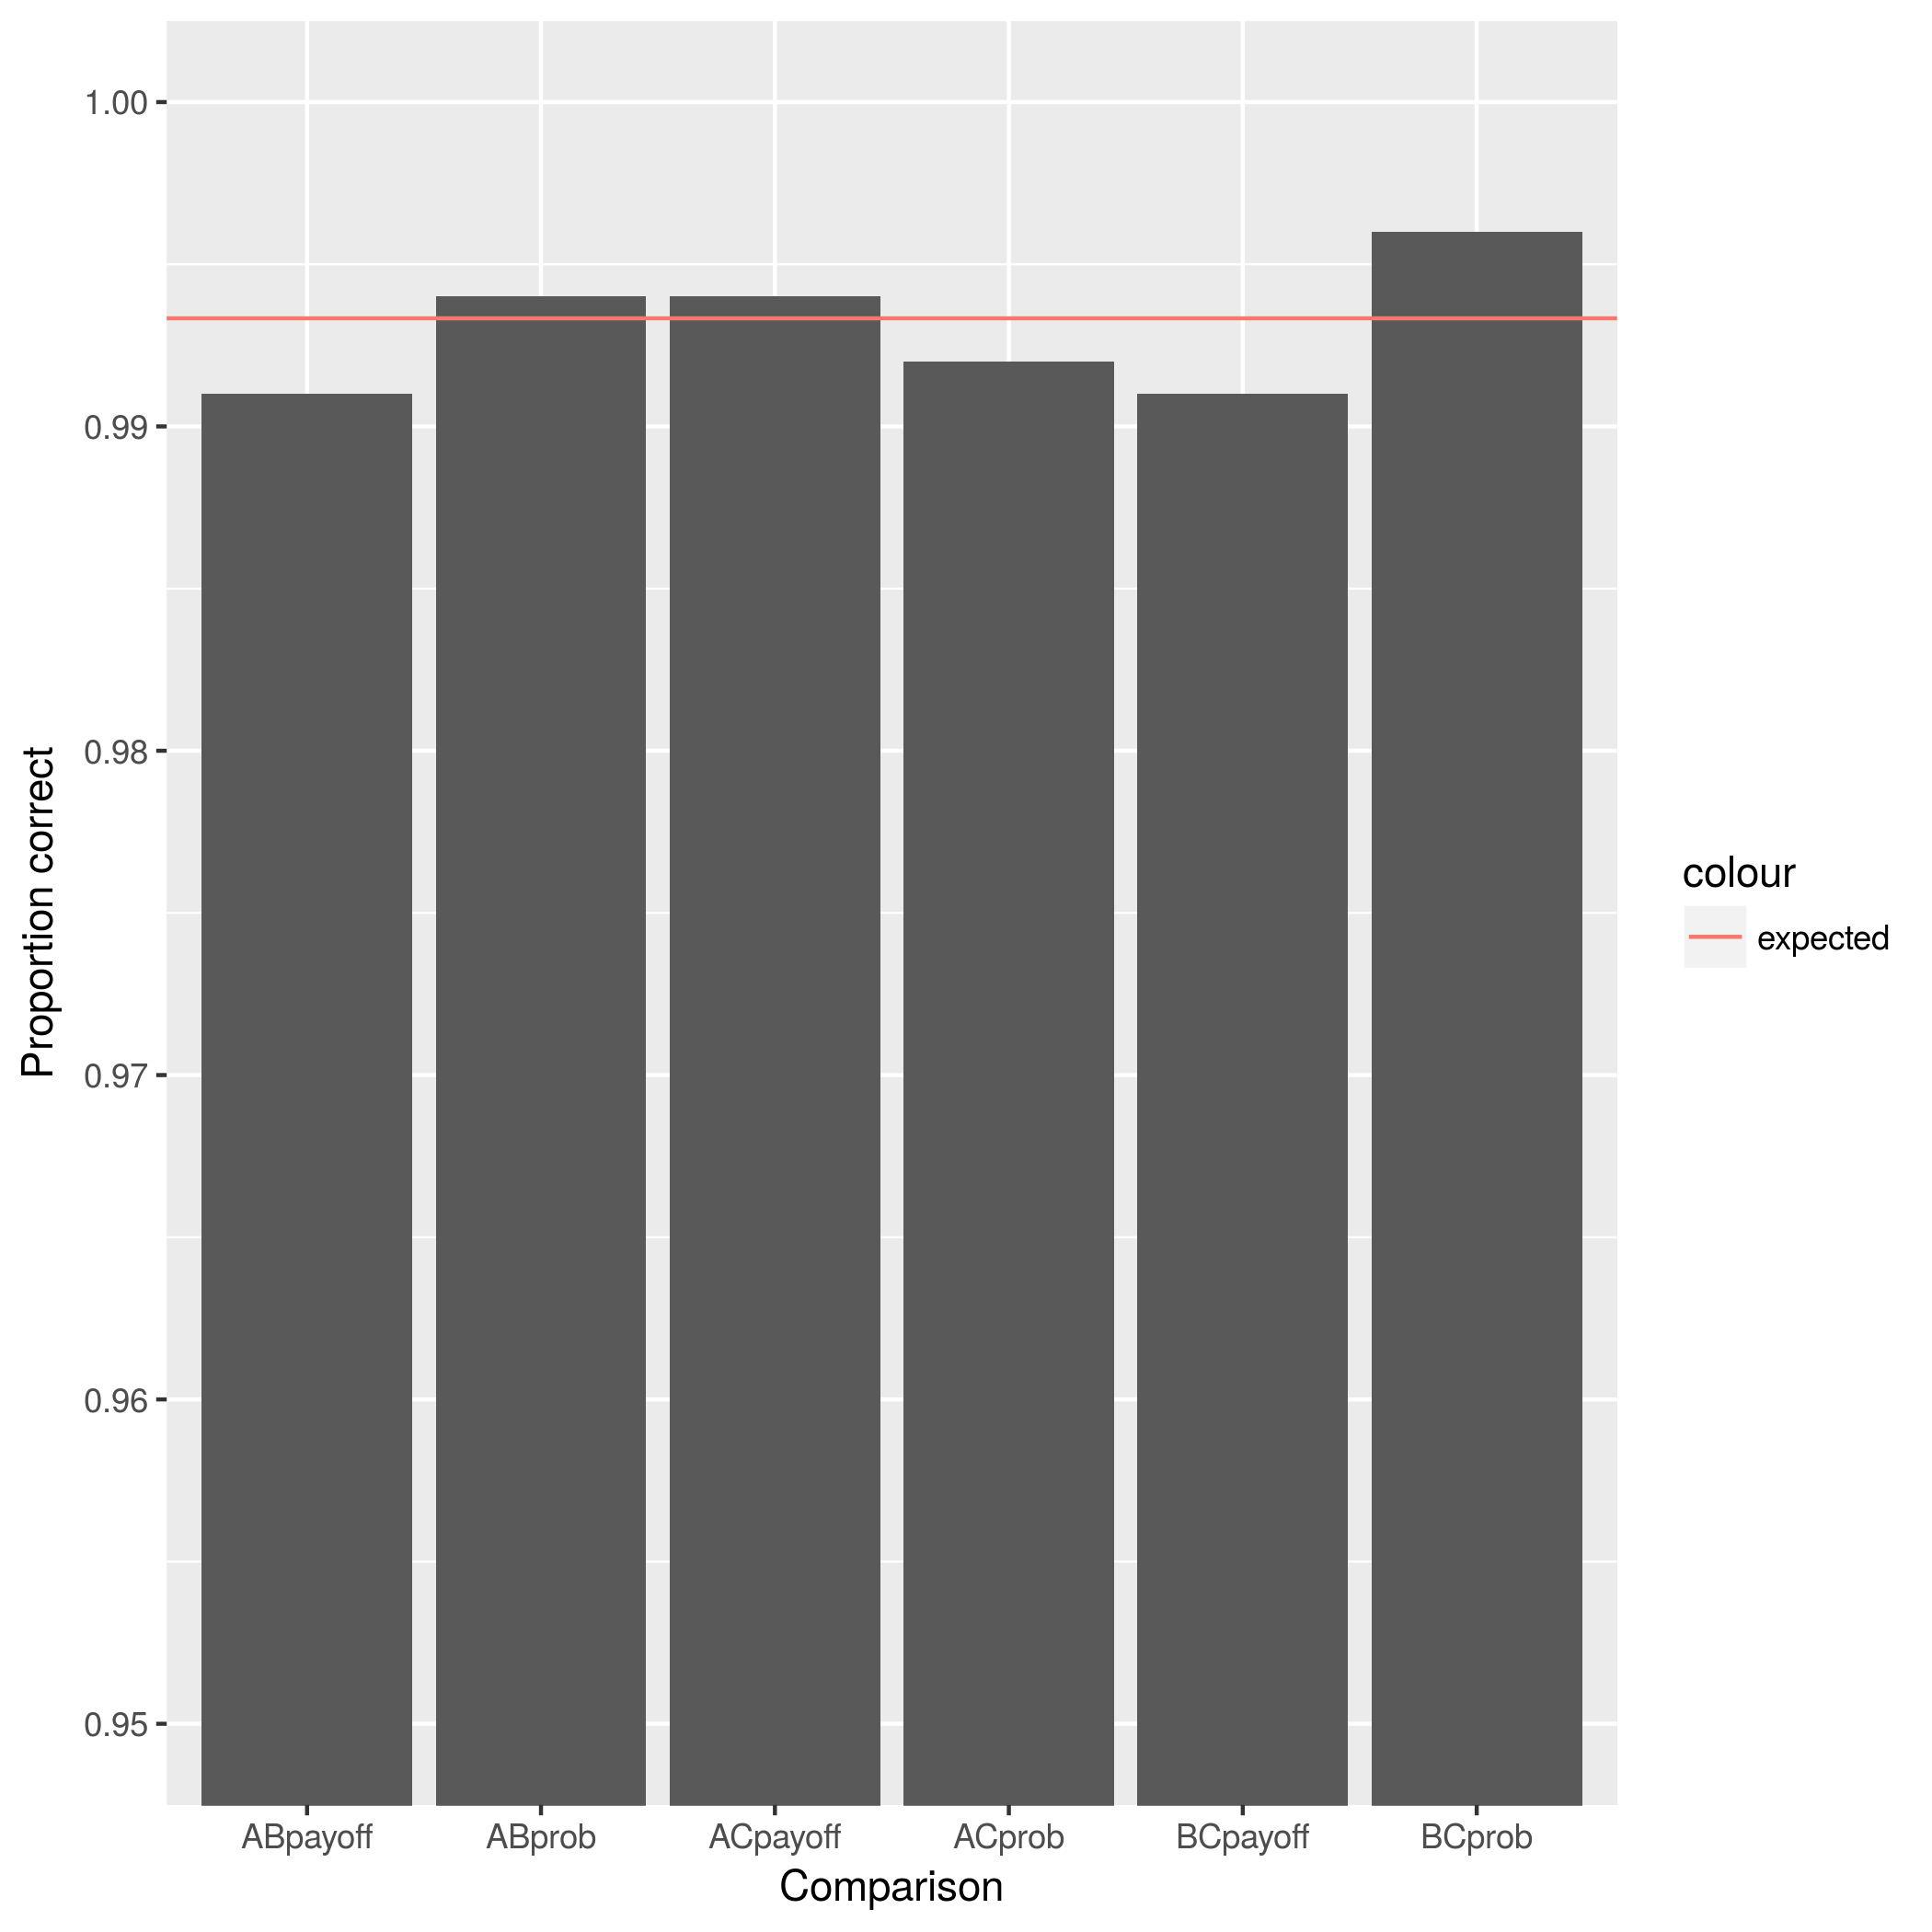 1.00
0.99
0.98
0.97
0.96
0.95
Proportion correct
ABpayoff ABprob ACpayoff ACprob BCpayoff BCprob
Comparison
colour
expected